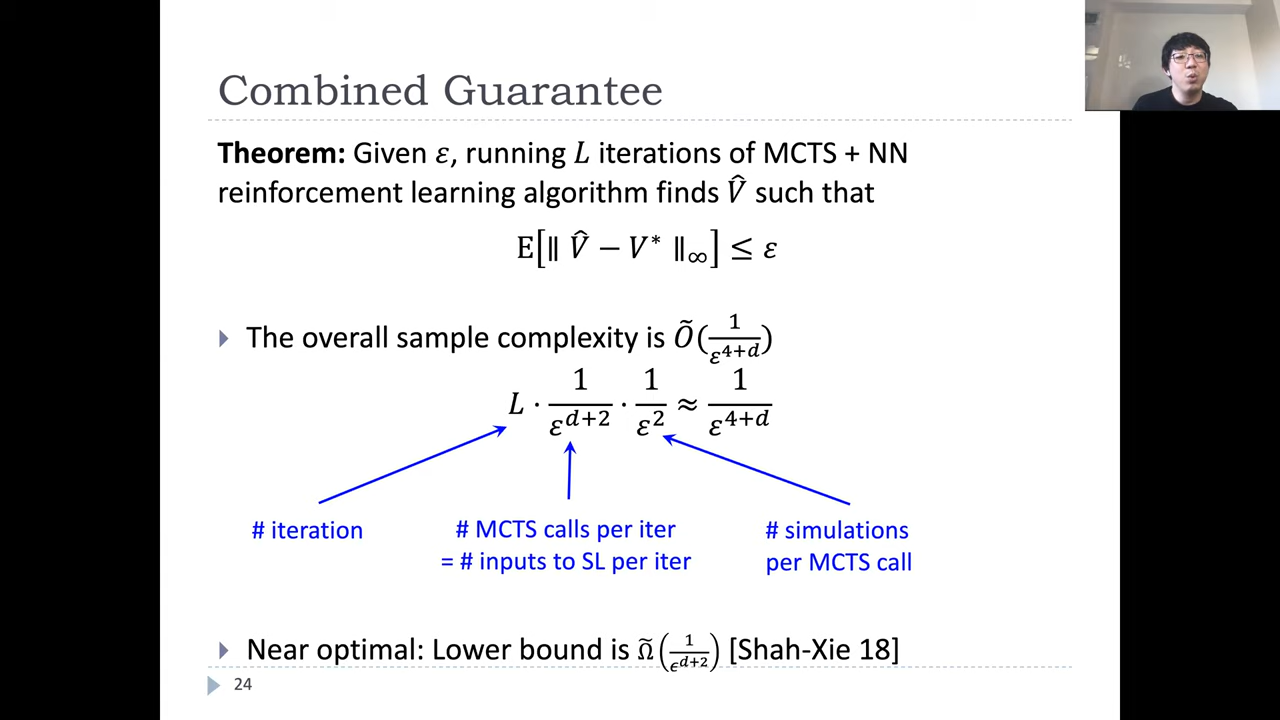 Combined Guarantee
Theorem: Given ε, running L iterations of MCTS + NN
reinforcement learning algorithm finds V̂ such that
E[‖ V̂ − V* ‖∞] ≤ ε
The overall sample complexity is Õ(1/ε^{4+d})
L · 1/ε^{d+2} · 1/ε^2 ≈ 1/ε^{4+d}
# iteration
# MCTS calls per iter
= # inputs to SL per iter
# simulations
per MCTS call
Near optimal: Lower bound is Ω̃(1/ϵ^{d+2}) [Shah-Xie 18]
24